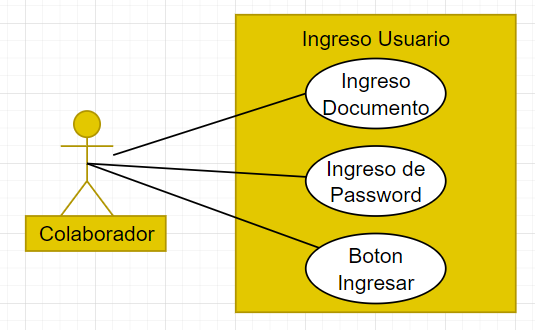 Ingreso Usuario
Ingreso
Documento
Ingreso de
Password
Colaborador
Boton
Ingresar